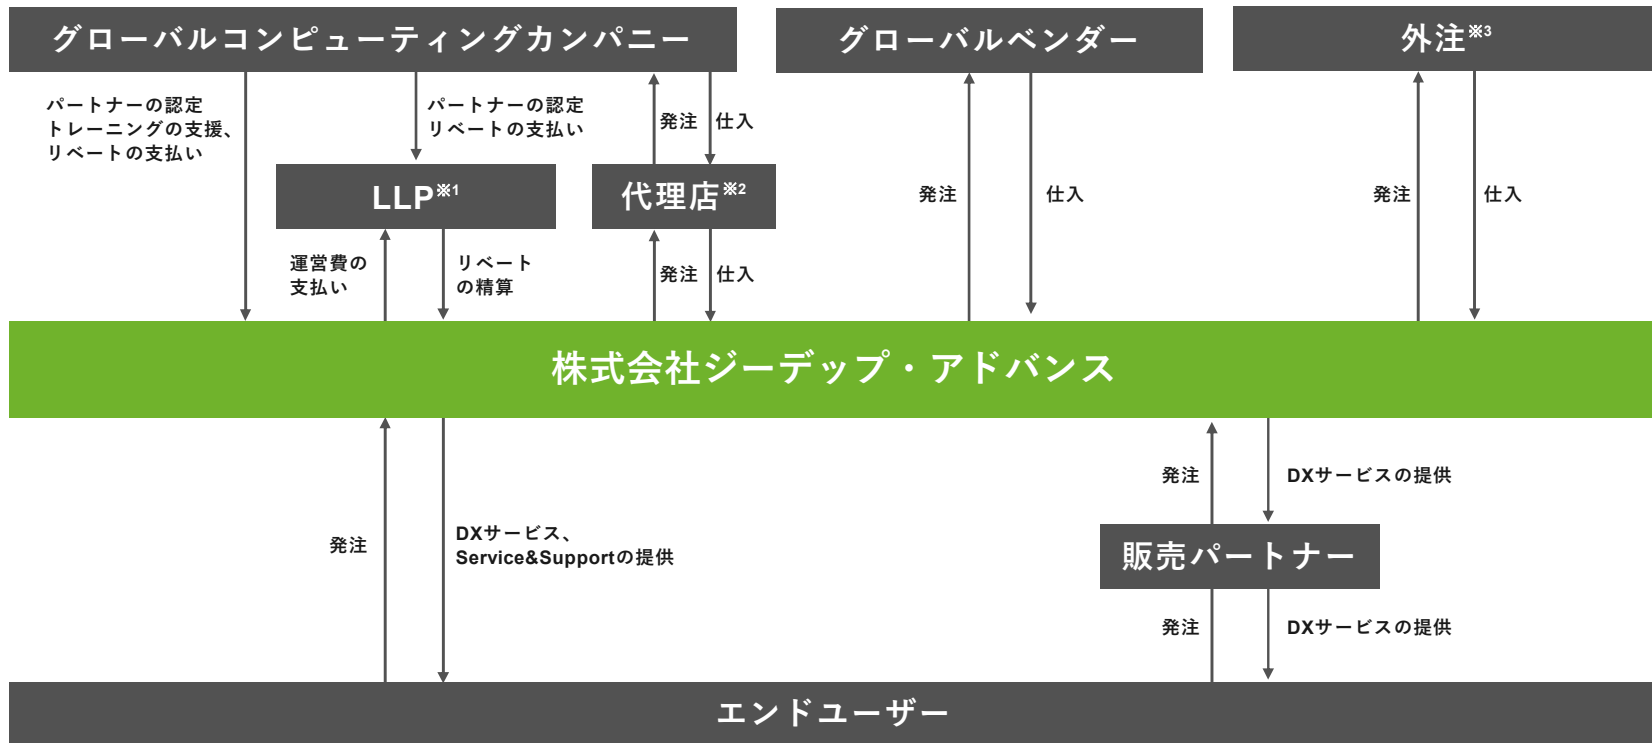 グローバルコンピューティングカンパニー
グローバルベンダー
外注※3
パートナーの認定
トレーニングの支援、
リベートの支払い
パートナーの認定
リベートの支払い
発注
仕入
LLP※1
代理店※2
発注
仕入
発注
仕入
運営費の
支払い
リベート
の精算
発注
仕入
株式会社ジーデップ・アドバンス
発注
DXサービス、
Service&Supportの提供
発注
DXサービスの提供
販売パートナー
発注
DXサービスの提供
エンドユーザー